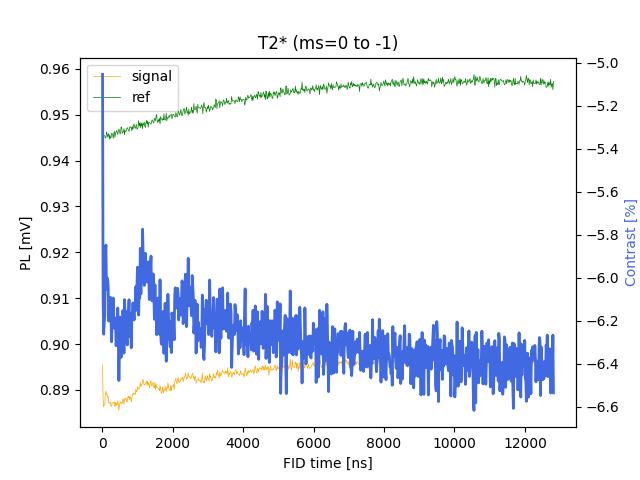 T2* (ms=0 to -1)
signal
ref
0.96
0.95
0.94
0.93
0.92
0.91
0.90
0.89
PL [mV]
−5.0
−5.2
−5.4
−5.6
−5.8
−6.0
−6.2
−6.4
−6.6
Contrast [%]
0 2000 4000 6000 8000 10000 12000
FID time [ns]